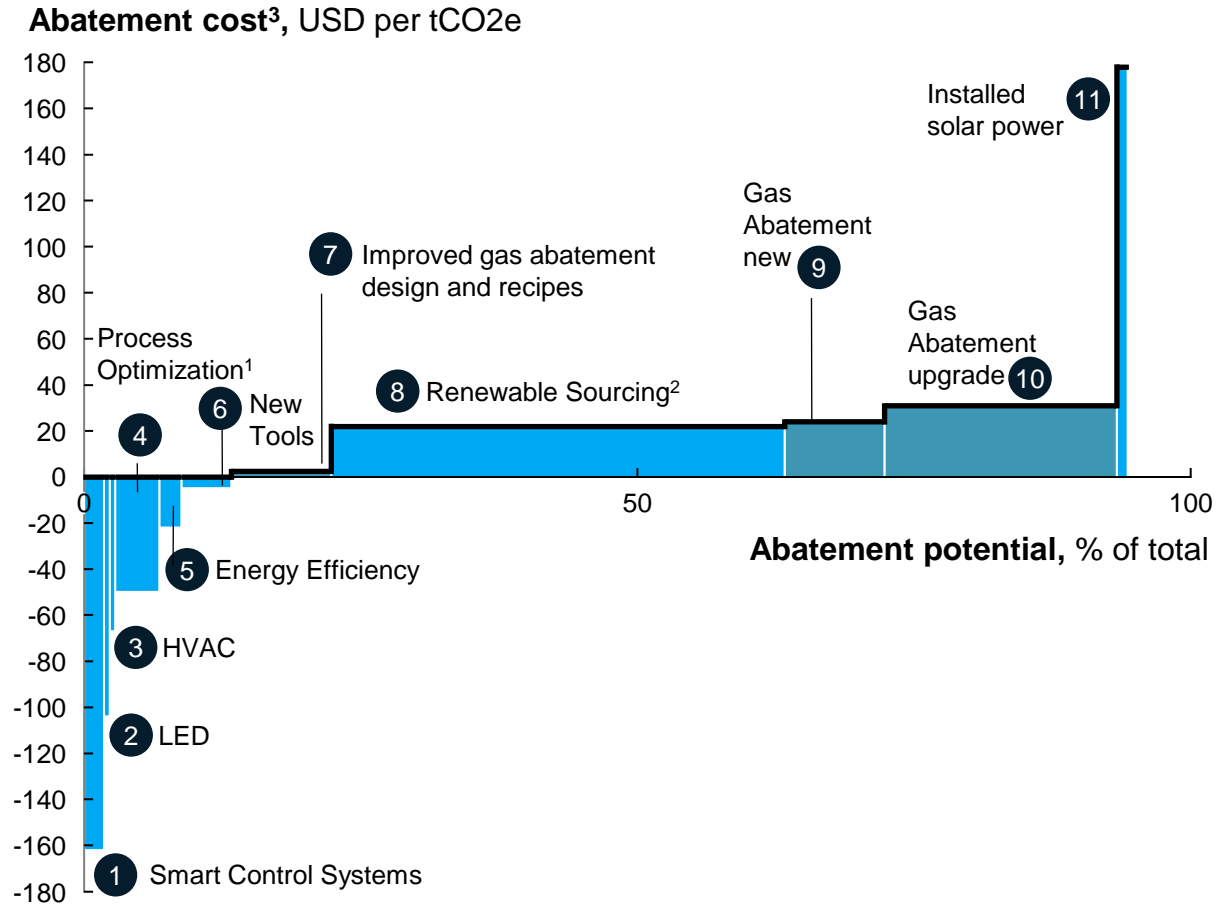 Abatement cost³, USD per tCO2e
180
160
140
120
100
80
60
40
20
0
-20
-40
-60
-80
-100
-120
-140
-160
-180
0
50
100
Abatement potential, % of total
1 Smart Control Systems
2 LED
3 HVAC
Process
Optimization¹
4
5 Energy Efficiency
6 New
Tools
7 Improved gas abatement
design and recipes
8 Renewable Sourcing²
Gas
Abatement
new 9
Gas
Abatement
upgrade 10
Installed 11
solar power